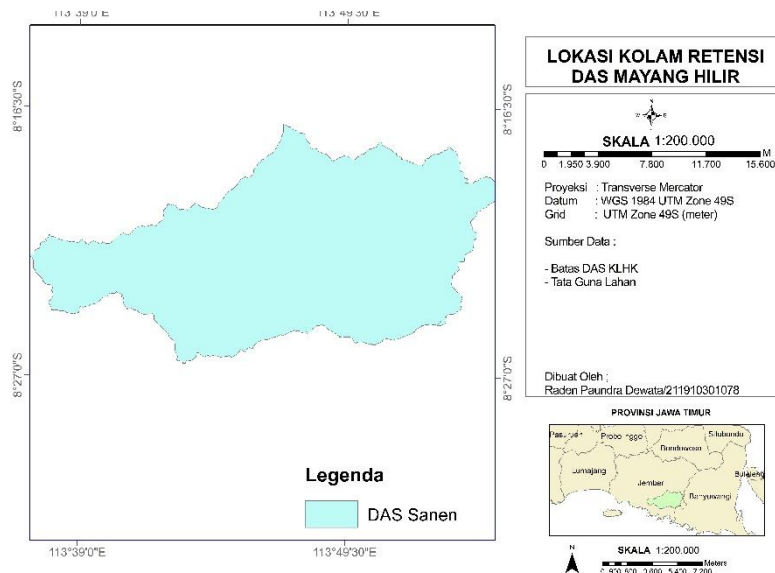 113°39'0"E
113°49'30"E
8°16'30"S
8°16'30"S
8°27'0"S
8°27'0"S
Legenda
DAS Sanen
113°39'0"E
113°49'30"E
LOKASI KOLAM RETENSI
DAS MAYANG HILIR
N
W E
S
SKALA 1:200.000
M
0 1.950 3.900 7.800 11.700 15.600
Proyeksi : Transverse Mercator
Datum : WGS 1984 UTM Zone 49S
Grid : UTM Zone 49S (meter)
Sumber Data :
- Batas DAS KLHK
- Tata Guna Lahan
Dibuat Oleh ;
Raden Paundra Dewata/211910301078
PROVINSI JAWA TIMUR
Lumajang
Jember
Banyuwangi
N
SKALA 1:200.000
Meters